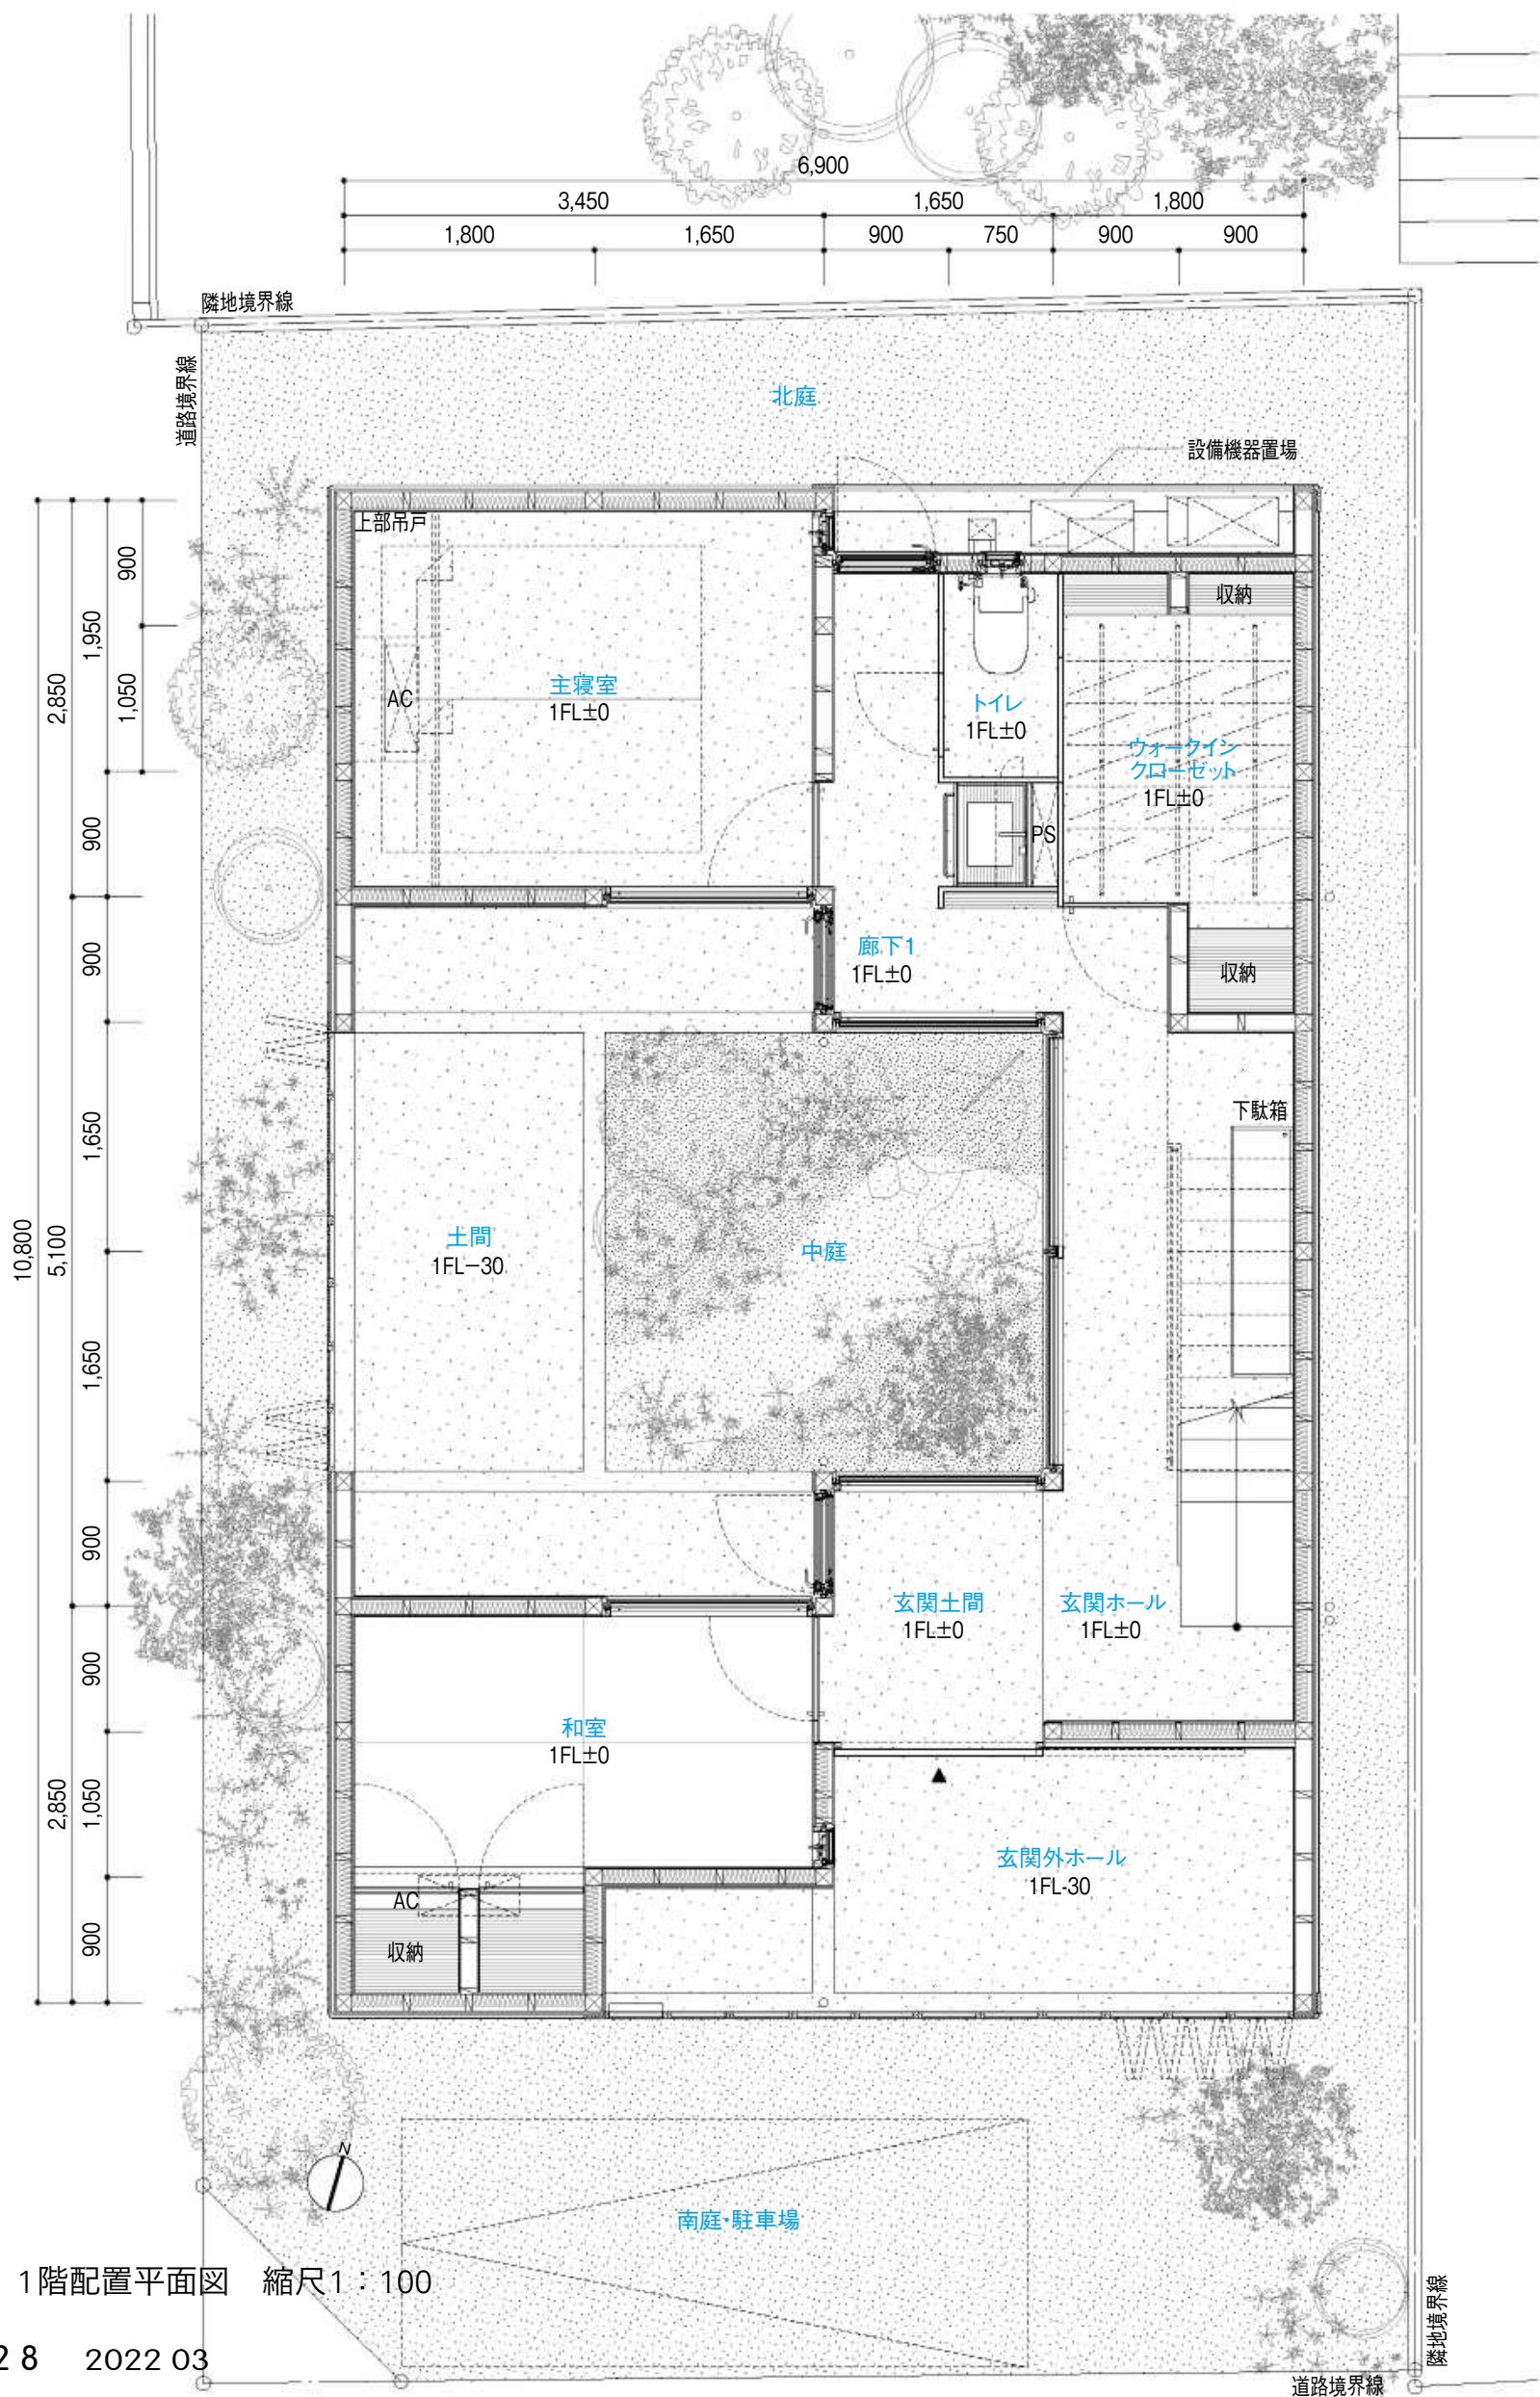 6,900
3,450
1,650
1,800
1,800
1,650
900
750
900
900
隣地境界線
道路境界線
北庭
設備機器置場
上部吊戸
900
1,950
1,050
2,850
900
AC
主寝室
1FL±0
収納
トイレ
1FL±0
ウォークイン
クローゼット
1FL±0
PS
900
廊下1
1FL±0
収納
下駄箱
1,650
10,800
5,100
土間
1FL−30
中庭
1,650
900
玄関土間
1FL±0
玄関ホール
1FL±0
900
和室
1FL±0
2,850
1,050
玄関外ホール
1FL-30
AC
収納
900
N
南庭・駐車場
1階配置平面図　縮尺1：100
隣地境界線
28 2022 03
道路境界線